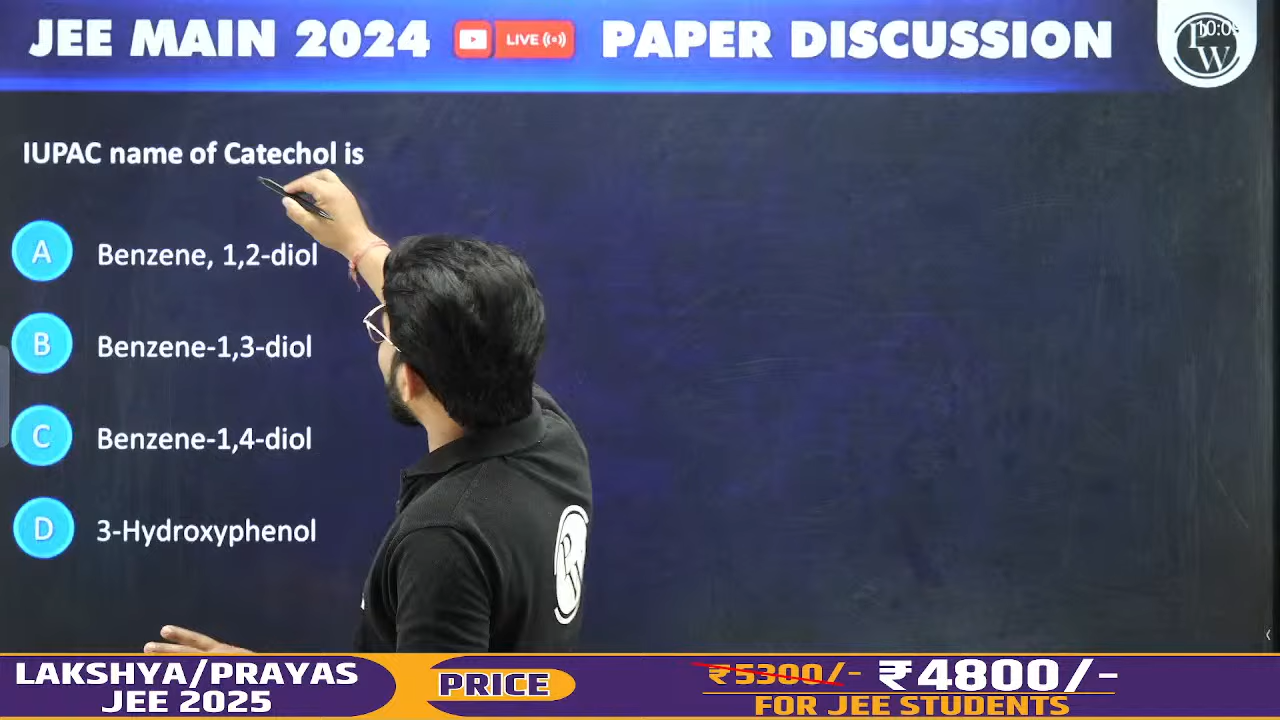 JEE MAIN 2024 LIVE PAPER DISCUSSION
IUPAC name of Catechol is
A Benzene, 1,2-diol
B Benzene-1,3-diol
C Benzene-1,4-diol
D 3-Hydroxyphenol
PW
LAKSHYA/PRAYAS
JEE 2025
PRICE
₹5300/- ₹4800/-
FOR JEE STUDENTS